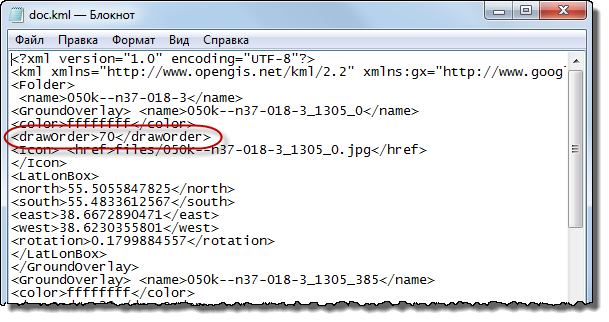 doc.kml — Блокнот
Файл Правка Формат Вид Справка
<?xml version="1.0" encoding="UTF-8"?>
<kml xmlns="http://www.opengis.net/kml/2.2" xmlns:gx="http://www.goog
<Folder>
<name>050k--n37-018-3</name>
<GroundOverlay> <name>050k--n37-018-3_1305_0</name>
<color>ffffffff</color>
<drawOrder>70</drawOrder>
<Icon> <href>files/050k--n37-018-3_1305_0.jpg</href>
</Icon>
<LatLonBox>
<north>55.5055847825</north>
<south>55.4833612567</south>
<east>38.6672890471</east>
<west>38.6230355801</west>
<rotation>0.1799884557</rotation>
</LatLonBox>
</GroundOverlay>
<GroundOverlay> <name>050k--n37-018-3_1305_385</name>
<color>ffffffff</color>